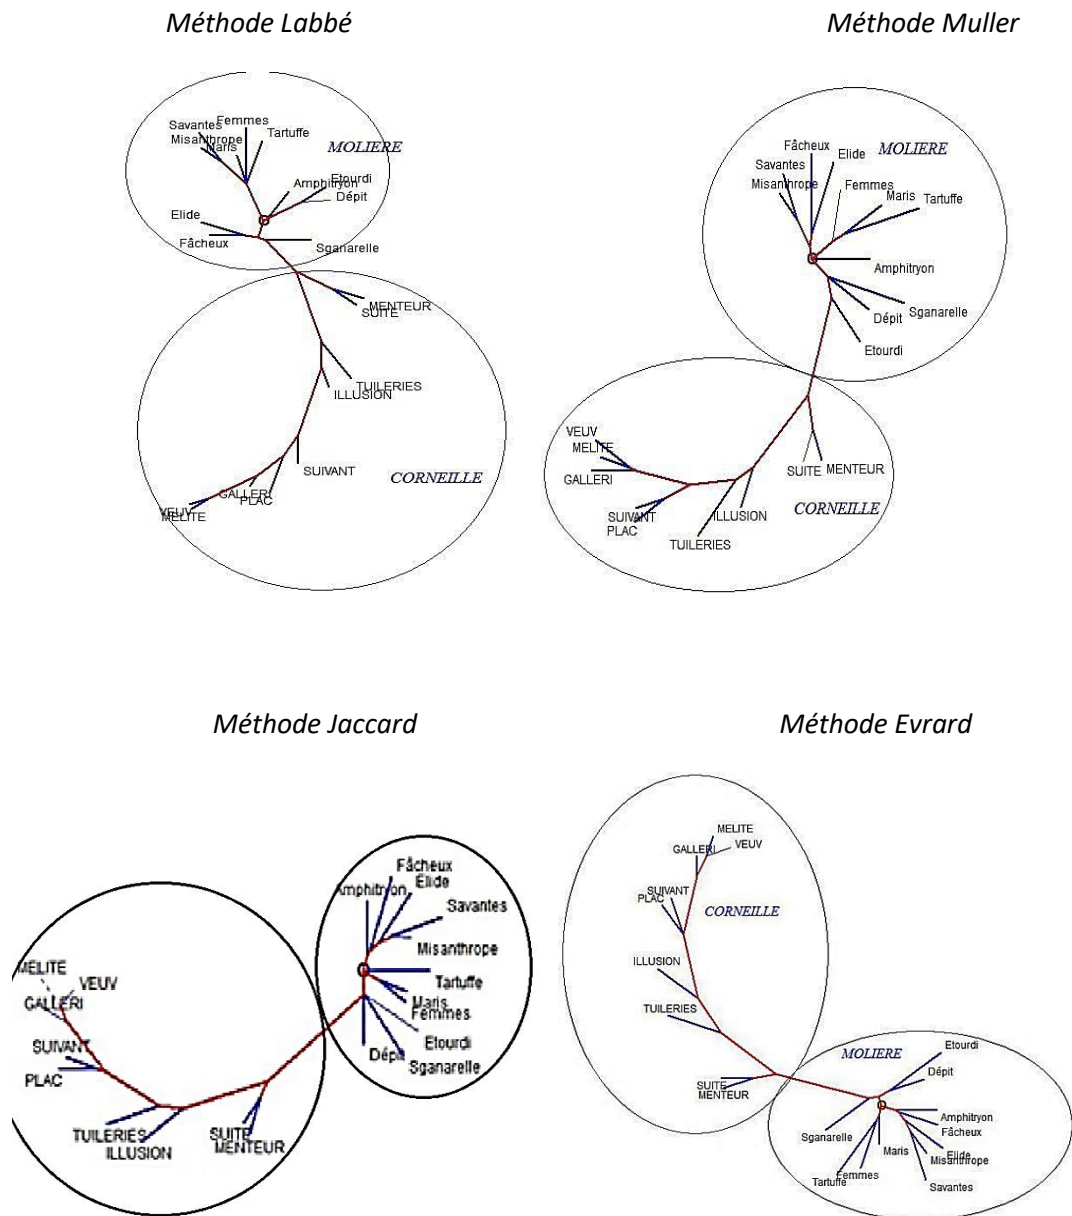 Méthode Labbé
Méthode Muller
Femmes
Savantes
Tartuffe
Misanthrope
Maris
MOLIERE
Etourdi
Amphitryon
Dépit
Elide
Fâcheux
Sganarelle
MENTEUR
SUITE
TUILERIES
ILLUSION
SUIVANT
CORNEILLE
GALLERI
PLAC
VEUV
MELITE
Fâcheux
MOLIERE
Elide
Savantes
Misanthrope
Femmes
Maris
Tartuffe
Amphitryon
Sganarelle
Dépit
Etourdi
VEUV
MELITE
GALLERI
SUITE
MENTEUR
SUIVANT
ILLUSION
CORNEILLE
PLAC
TUILERIES
Méthode Jaccard
Méthode Evrard
Fâcheux
Elide
Amphitryon
Savantes
Misanthrope
Tartuffe
Maris
Femmes
Etourdi
Dépit
Sganarelle
MELITE
VEUV
GALLERI
SUIVANT
PLAC
TUILERIES
ILLUSION
SUITE
MENTEUR
MELITE
VEUV
GALLERI
SUIVANT
PLAC
CORNEILLE
ILLUSION
TUILERIES
SUITE
MENTEUR
MOLIERE
Etourdi
Dépit
Sganarelle
Amphitryon
Fâcheux
Maris
Elide
Misanthrope
Femmes
Tartuffe
Savantes